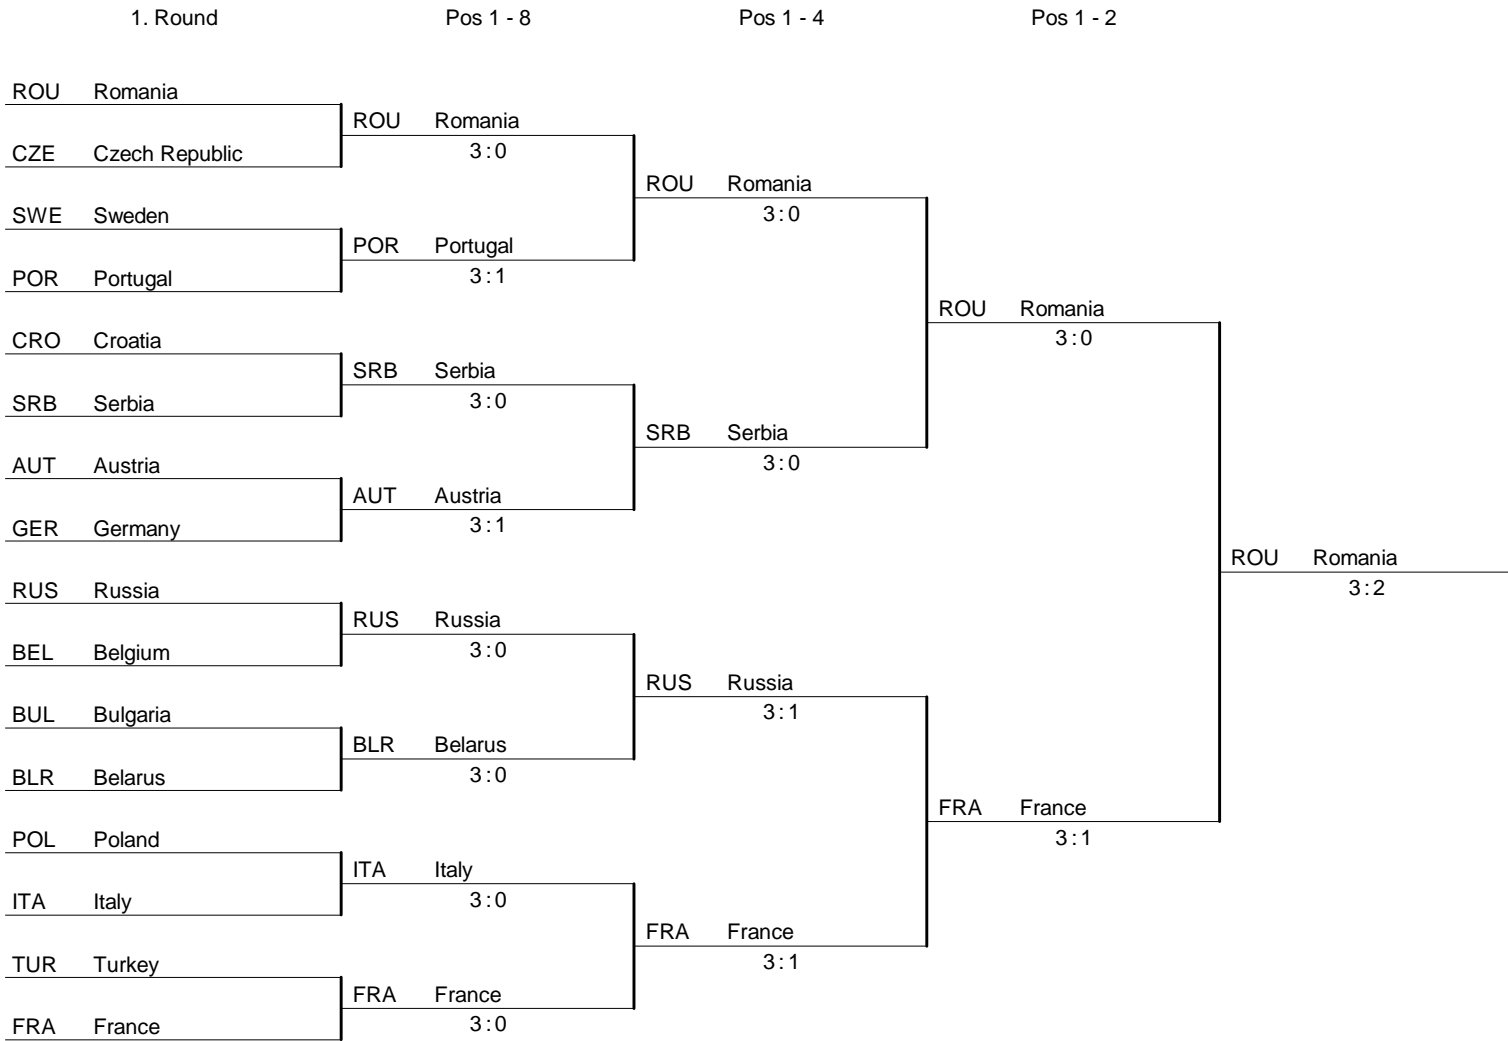 1. Round Pos 1 - 8 Pos 1 - 4 Pos 1 - 2
ROU Romania
ROU Romania
3 : 0
CZE Czech Republic
ROU Romania
3 : 0
SWE Sweden
POR Portugal
3 : 1
POR Portugal
ROU Romania
3 : 0
CRO Croatia
SRB Serbia
3 : 0
SRB Serbia
SRB Serbia
3 : 0
AUT Austria
AUT Austria
3 : 1
GER Germany
ROU Romania
3 : 2
RUS Russia
RUS Russia
3 : 0
BEL Belgium
RUS Russia
3 : 1
BUL Bulgaria
BLR Belarus
3 : 0
BLR Belarus
FRA France
3 : 1
POL Poland
ITA Italy
3 : 0
ITA Italy
FRA France
3 : 1
TUR Turkey
FRA France
3 : 0
FRA France